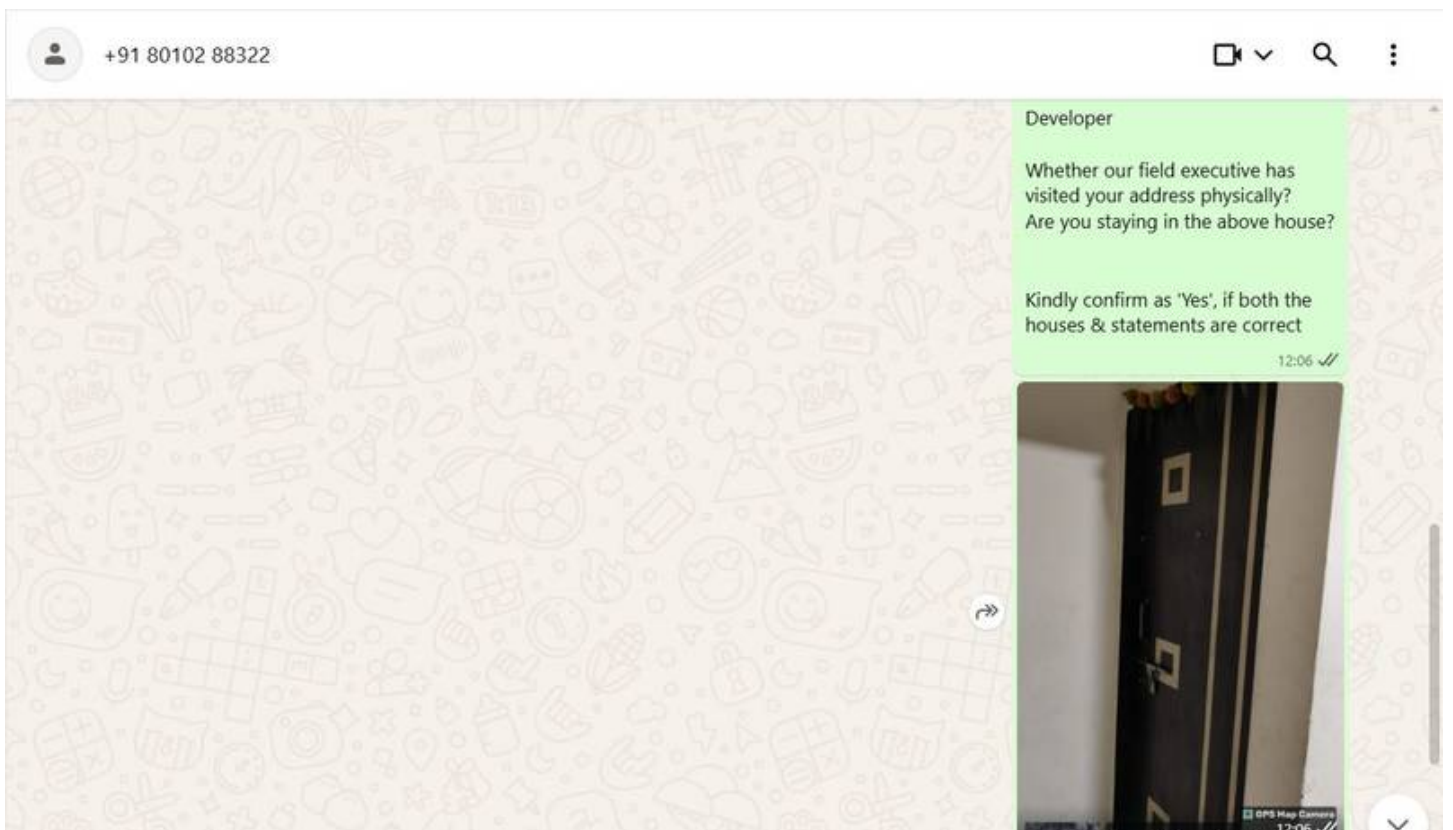 +91 80102 88322
Developer
Whether our field executive has
visited your address physically?
Are you staying in the above house?
Kindly confirm as 'Yes', if both the
houses & statements are correct
12:06
GPS Map Camera
12:06